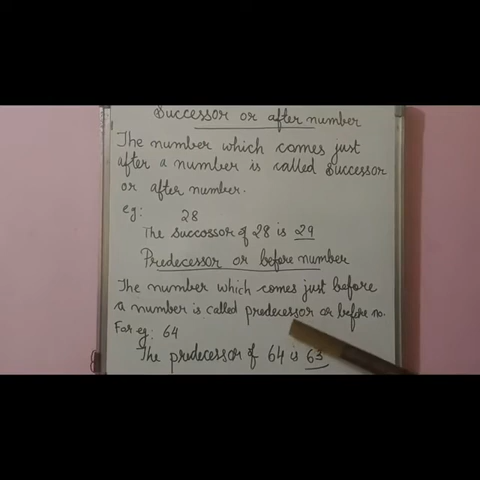 Successor or after number
The number which comes just
after a number is called Successor
or after number.
eg: 28
The succossor of 28 is 29
Predecessor or before number
The number which comes just before
a number is called predecessor or before no.
For eg: 64
The predecessor of 64 is 63